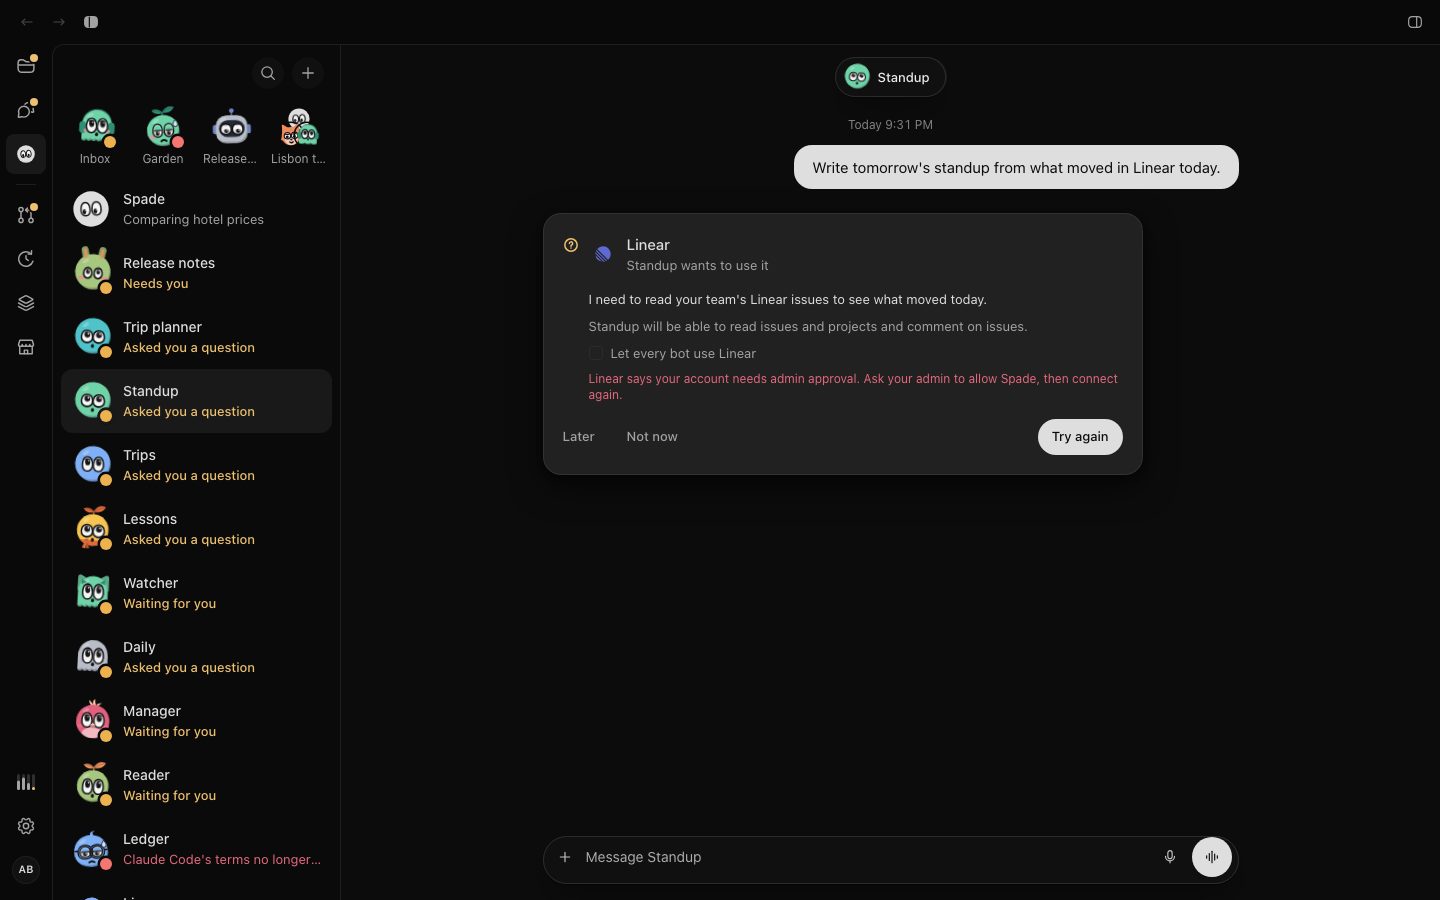 Inbox
Garden
Release...
Lisbon t...
Spade
Comparing hotel prices
Release notes
Needs you
Trip planner
Asked you a question
Standup
Asked you a question
Trips
Asked you a question
Lessons
Asked you a question
Watcher
Waiting for you
Daily
Asked you a question
Manager
Waiting for you
Reader
Waiting for you
Ledger
Claude Code's terms no longer...
AB
Standup
Today 9:31 PM
Write tomorrow's standup from what moved in Linear today.
Linear
Standup wants to use it
I need to read your team's Linear issues to see what moved today.
Standup will be able to read issues and projects and comment on issues.
Let every bot use Linear
Linear says your account needs admin approval. Ask your admin to allow Spade, then connect
again.
Later
Not now
Try again
Message Standup